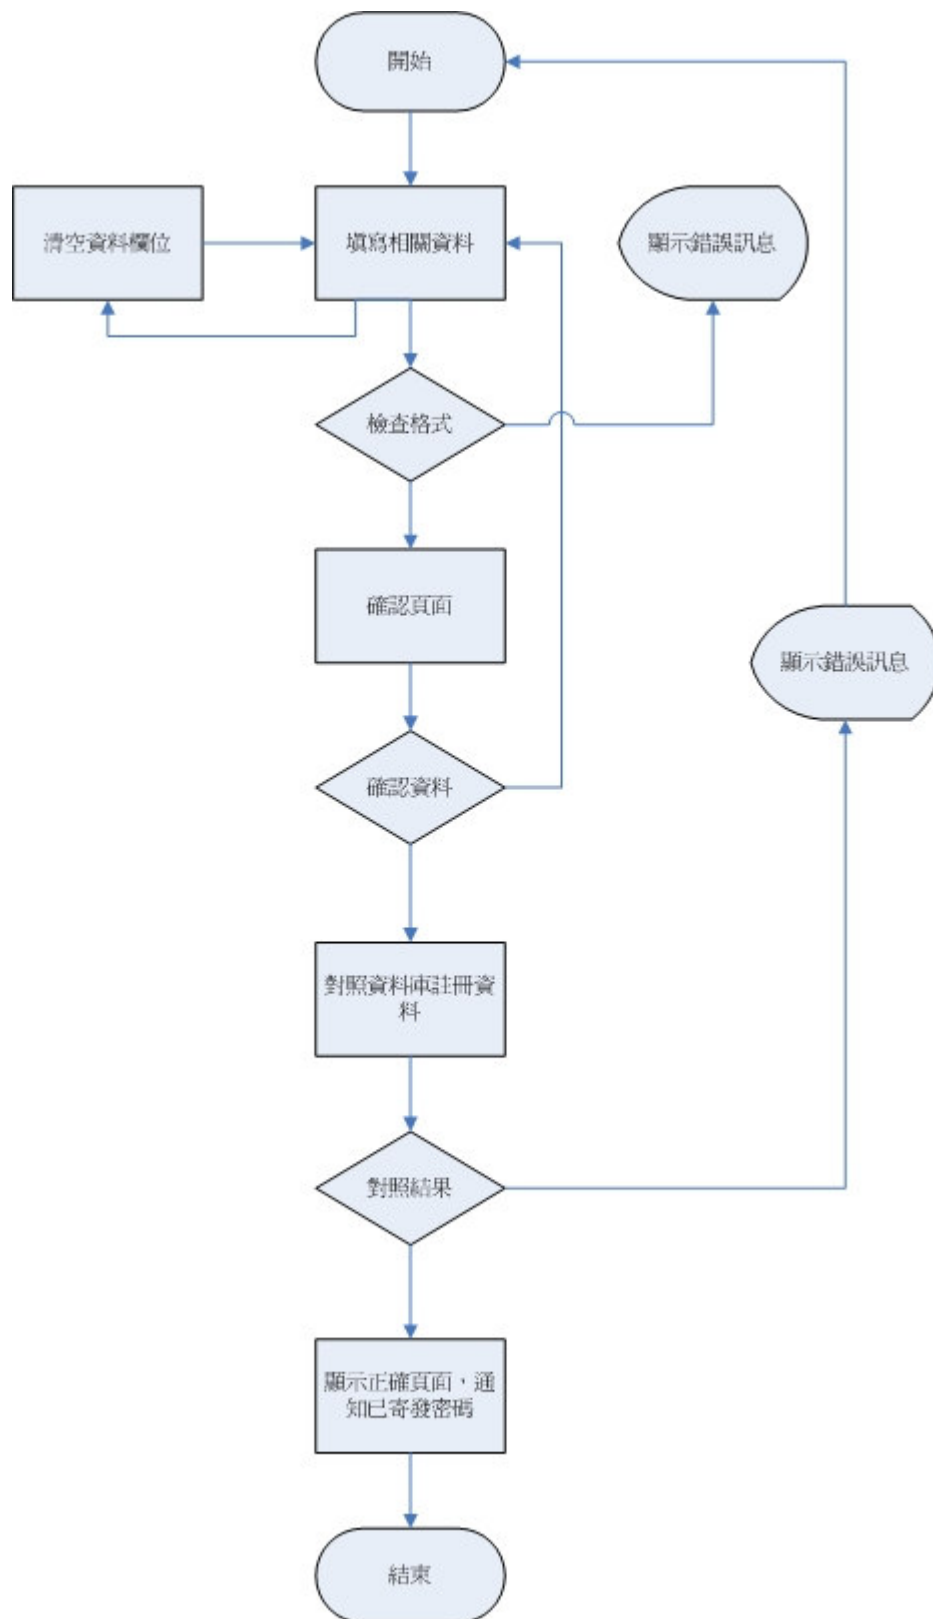 開始
清空資料欄位
填寫相關資料
顯示錯誤訊息
檢查格式
確認頁面
顯示錯誤訊息
確認資料
對照資料庫註冊資
料
對照結果
顯示正確頁面，通
知已寄發密碼
結束